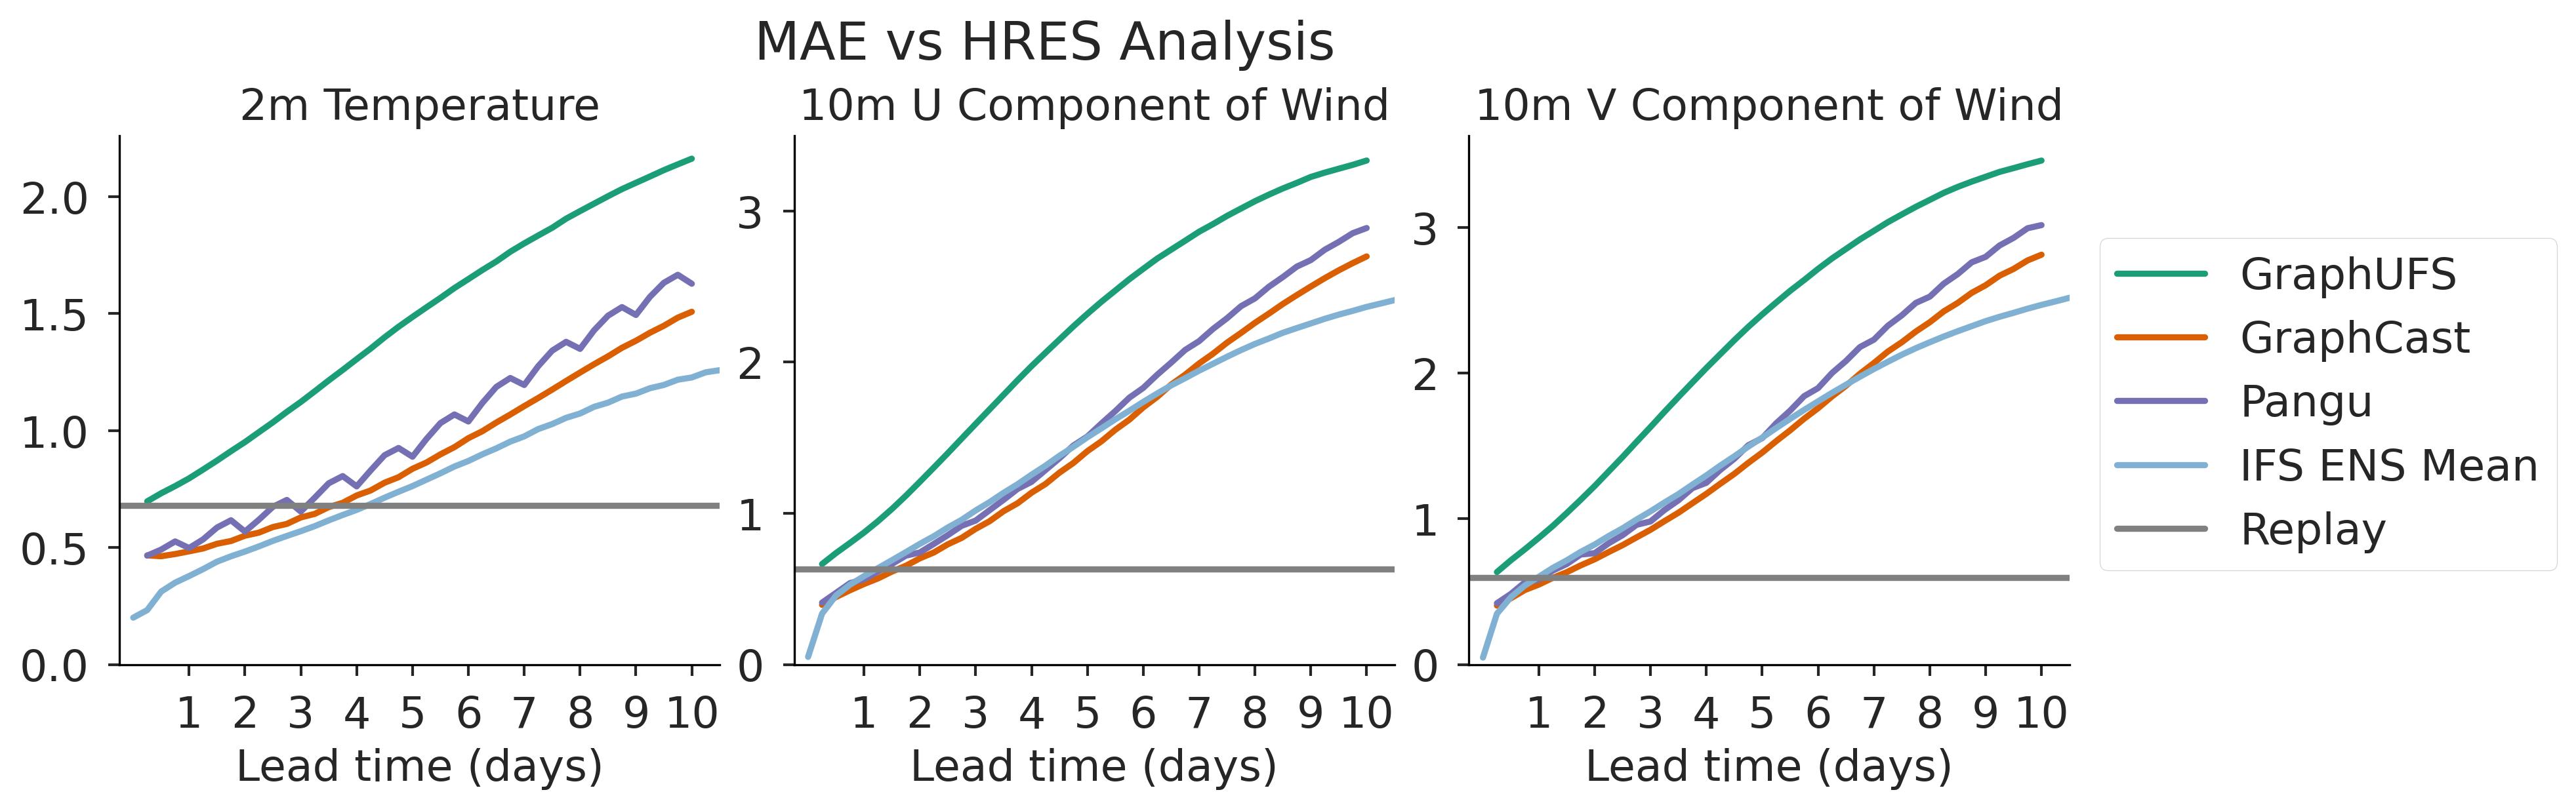 MAE vs HRES Analysis
2m Temperature
10m U Component of Wind
10m V Component of Wind
2.0
1.5
1.0
0.5
0.0
1 2 3 4 5 6 7 8 9 10
Lead time (days)
3
2
1
0
1 2 3 4 5 6 7 8 9 10
Lead time (days)
3
2
1
0
1 2 3 4 5 6 7 8 9 10
Lead time (days)
GraphUFS
GraphCast
Pangu
IFS ENS Mean
Replay